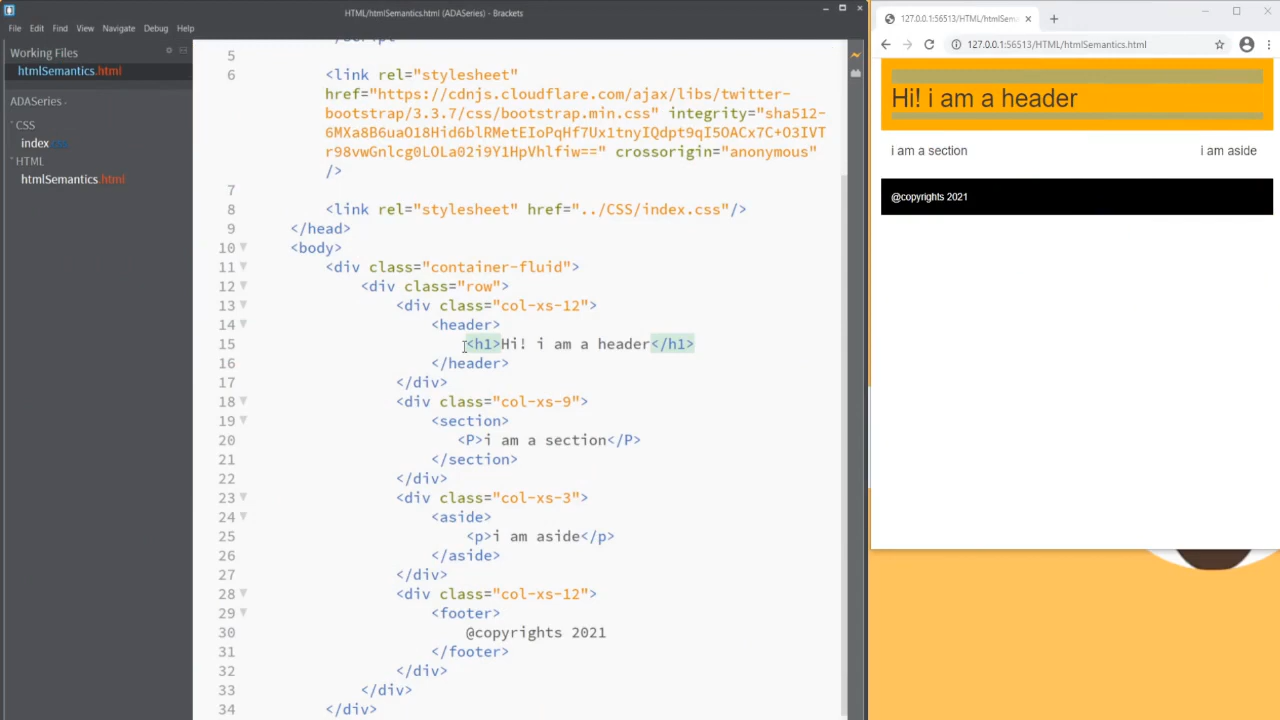 HTML/htmlSemantics.html (ADASeries) - Brackets
File Edit Find View Navigate Debug Help
Working Files
htmlSemantics.html
ADASeries
CSS
index
HTML
htmlSemantics.html
5
6 <link rel="stylesheet"
href="https://cdnjs.cloudflare.com/ajax/libs/twitter-
bootstrap/3.3.7/css/bootstrap.min.css" integrity="sha512-
6MXa8B6uaO18Hid6blRMetEIoPqHf7Ux1tnyIQdpt9qI5OACx7C+O3IVT
r98vwGnlcg0LOLa02i9Y1HpVhlfiw==" crossorigin="anonymous"
/>
7
8 <link rel="stylesheet" href="../CSS/index.css"/>
9 </head>
10 <body>
11 <div class="container-fluid">
12 <div class="row">
13 <div class="col-xs-12">
14 <header>
15 <h1>Hi! i am a header</h1>
16 </header>
17 </div>
18 <div class="col-xs-9">
19 <section>
20 <P>i am a section</P>
21 </section>
22 </div>
23 <div class="col-xs-3">
24 <aside>
25 <p>i am aside</p>
26 </aside>
27 </div>
28 <div class="col-xs-12">
29 <footer>
30 @copyrights 2021
31 </footer>
32 </div>
33 </div>
34 </div>
127.0.0.1:56513/HTML/htmlSem
127.0.0.1:56513/HTML/htmlSemantics.html
Hi! i am a header
i am a section i am aside
@copyrights 2021